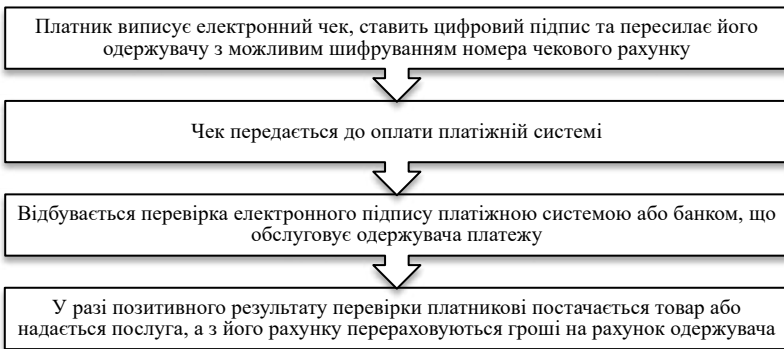 Платник виписує електронний чек, ставить цифровий підпис та пересилає його
одержувачу з можливим шифруванням номера чекового рахунку
Чек передається до оплати платіжній системі
Відбувається перевірка електронного підпису платіжною системою або банком, що
обслуговує одержувача платежу
У разі позитивного результату перевірки платникові постачається товар або
надається послуга, а з його рахунку перераховуються гроші на рахунок одержувача